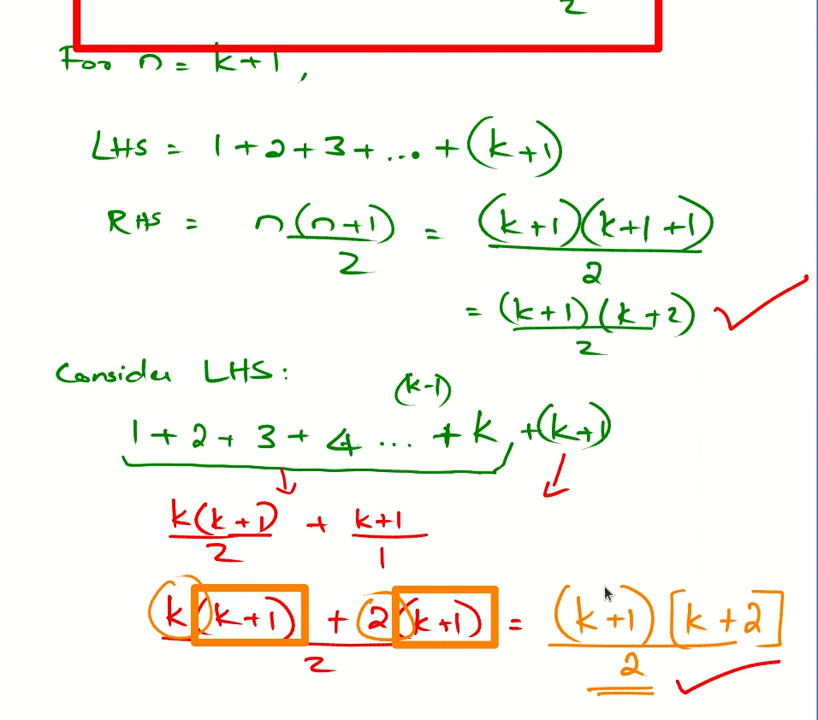 2
For n = k+1,
LHS = 1+2+3+...+(k+1)
RHS = n(n+1)/2 = (k+1)(k+1+1)/2
= (k+1)(k+2)/2
Consider LHS:
(k-1)
1+2+3+4 ... +k, +(k+1)
k(k+1)/2 + k+1/1
k(k+1) + 2(k+1)/2 = (k+1)[k+2]/2